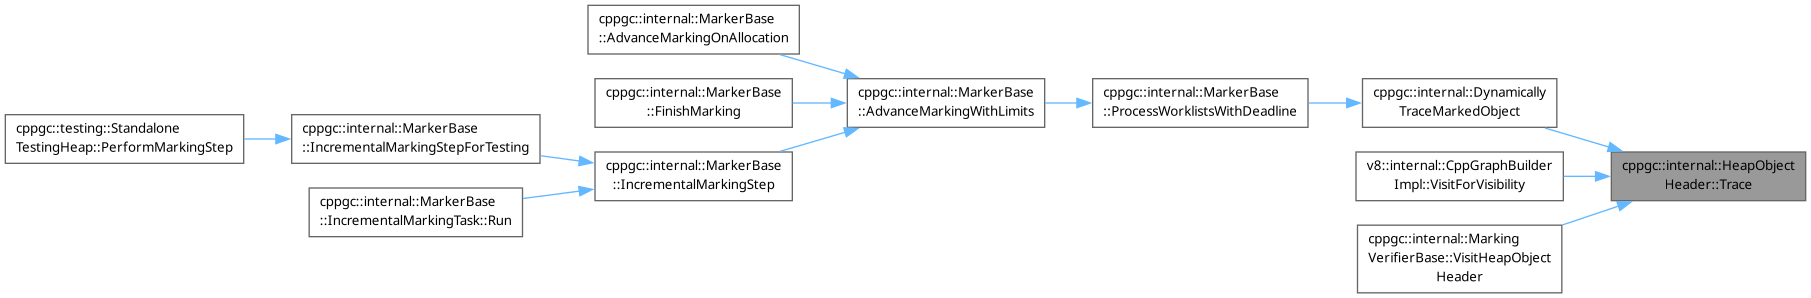 cppgc::internal::MarkerBase
::AdvanceMarkingOnAllocation
cppgc::internal::MarkerBase
::FinishMarking
cppgc::internal::MarkerBase
::AdvanceMarkingWithLimits
cppgc::internal::MarkerBase
::ProcessWorklistsWithDeadline
cppgc::internal::Dynamically
TraceMarkedObject
cppgc::testing::Standalone
TestingHeap::PerformMarkingStep
cppgc::internal::MarkerBase
::IncrementalMarkingStepForTesting
cppgc::internal::MarkerBase
::IncrementalMarkingStep
v8::internal::CppGraphBuilder
Impl::VisitForVisibility
cppgc::internal::HeapObject
Header::Trace
cppgc::internal::MarkerBase
::IncrementalMarkingTask::Run
cppgc::internal::Marking
VerifierBase::VisitHeapObject
Header